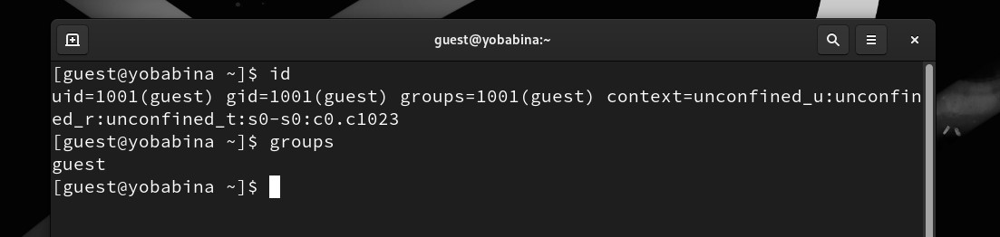 guest@yobabina:~
[guest@yobabina ~]$ id
uid=1001(guest) gid=1001(guest) groups=1001(guest) context=unconfined_u:unconfin
ed_r:unconfined_t:s0-s0:c0.c1023
[guest@yobabina ~]$ groups
guest
[guest@yobabina ~]$